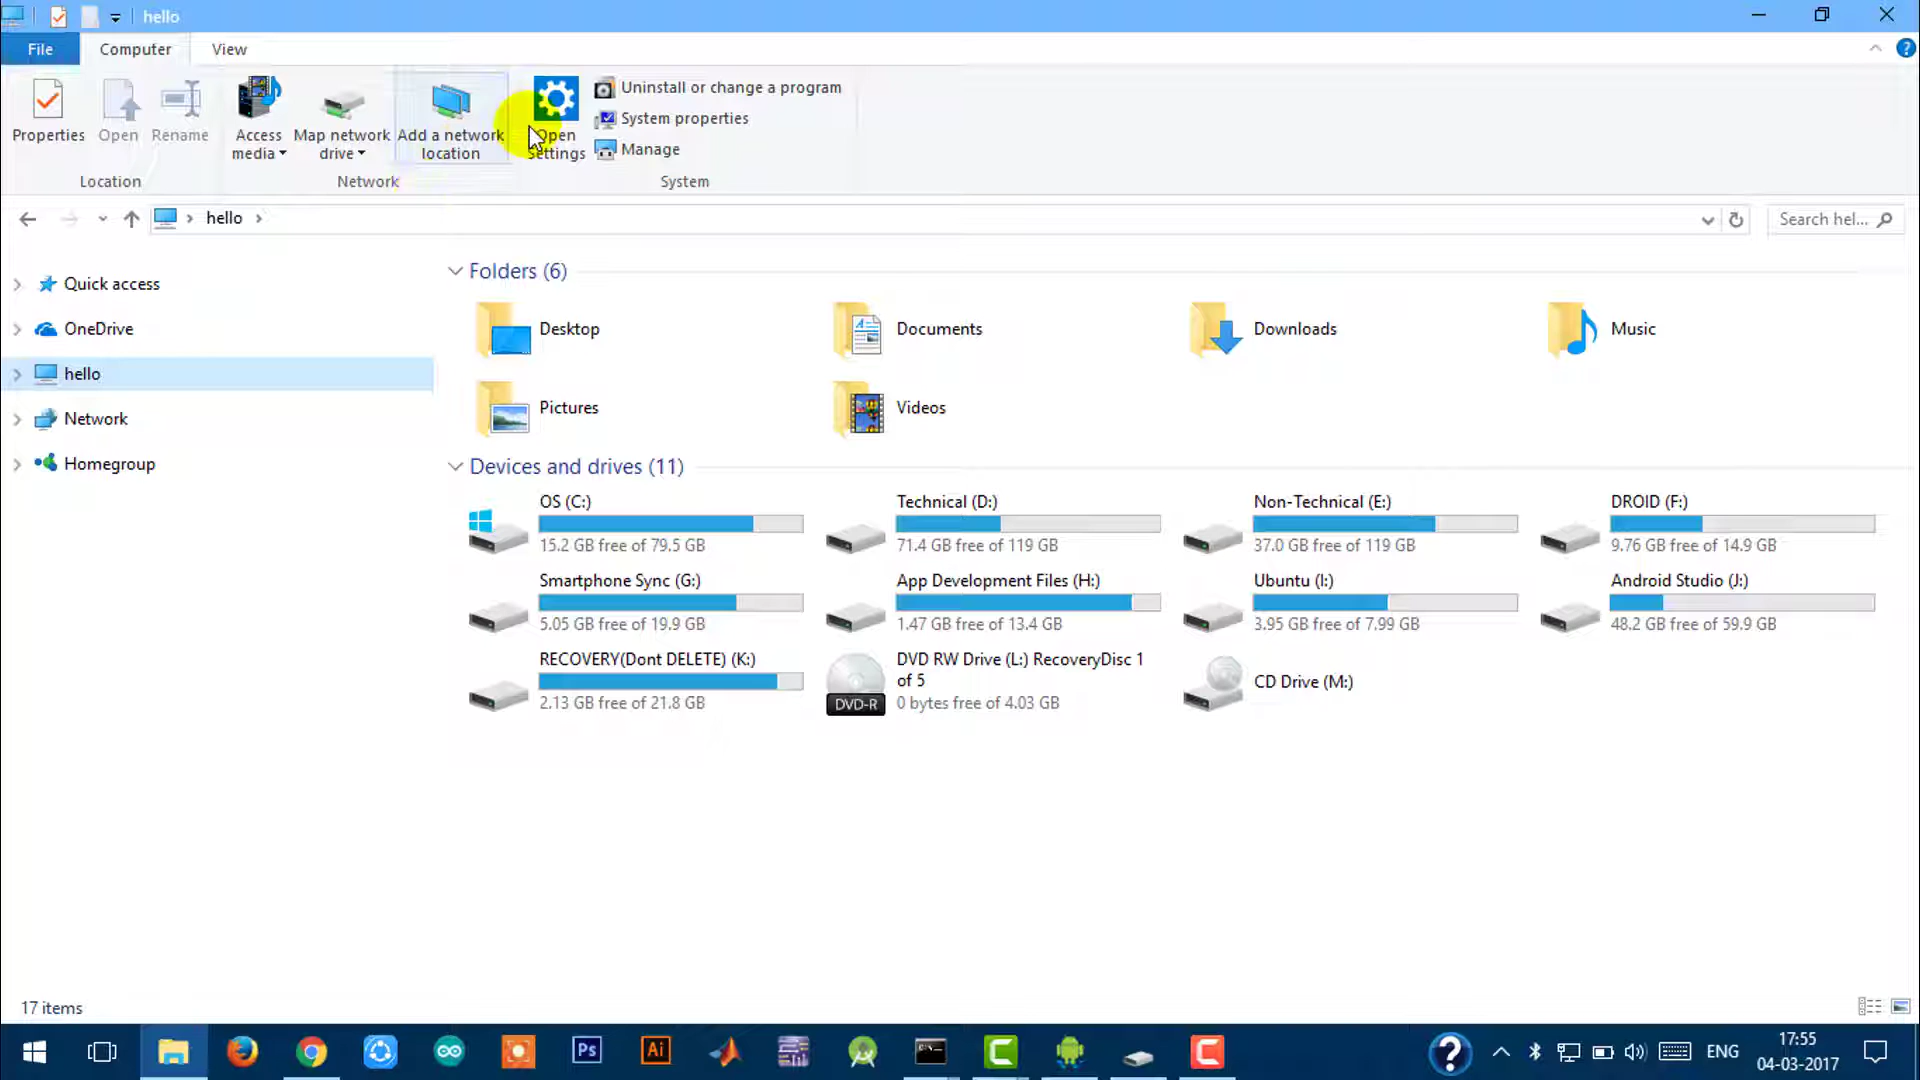 hello
File
Computer
View
Properties
Open
Rename
Access
media
Map network
drive
Add a network
location
Open
Settings
Uninstall or change a program
System properties
Manage
Location
Network
System
hello
Search hel...
Quick access
OneDrive
hello
Network
Homegroup
Folders (6)
Desktop
Documents
Downloads
Music
Pictures
Videos
Devices and drives (11)
OS (C:)
15.2 GB free of 79.5 GB
Technical (D:)
71.4 GB free of 119 GB
Non-Technical (E:)
37.0 GB free of 119 GB
DROID (F:)
9.76 GB free of 14.9 GB
Smartphone Sync (G:)
5.05 GB free of 19.9 GB
App Development Files (H:)
1.47 GB free of 13.4 GB
Ubuntu (I:)
3.95 GB free of 7.99 GB
Android Studio (J:)
48.2 GB free of 59.9 GB
RECOVERY(Dont DELETE) (K:)
2.13 GB free of 21.8 GB
DVD-R
DVD RW Drive (L:) RecoveryDisc 1
of 5
0 bytes free of 4.03 GB
CD Drive (M:)
17 items
Ps
Ai
ENG
17:55
04-03-2017